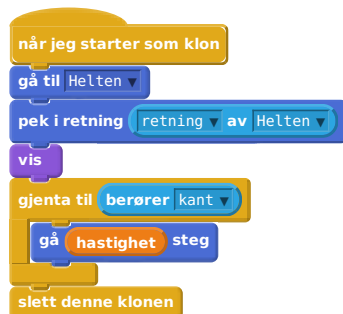 når jeg starter som klon
gå til Helten
pek i retning retning av Helten
vis
gjenta til berører kant
gå hastighet steg
slett denne klonen